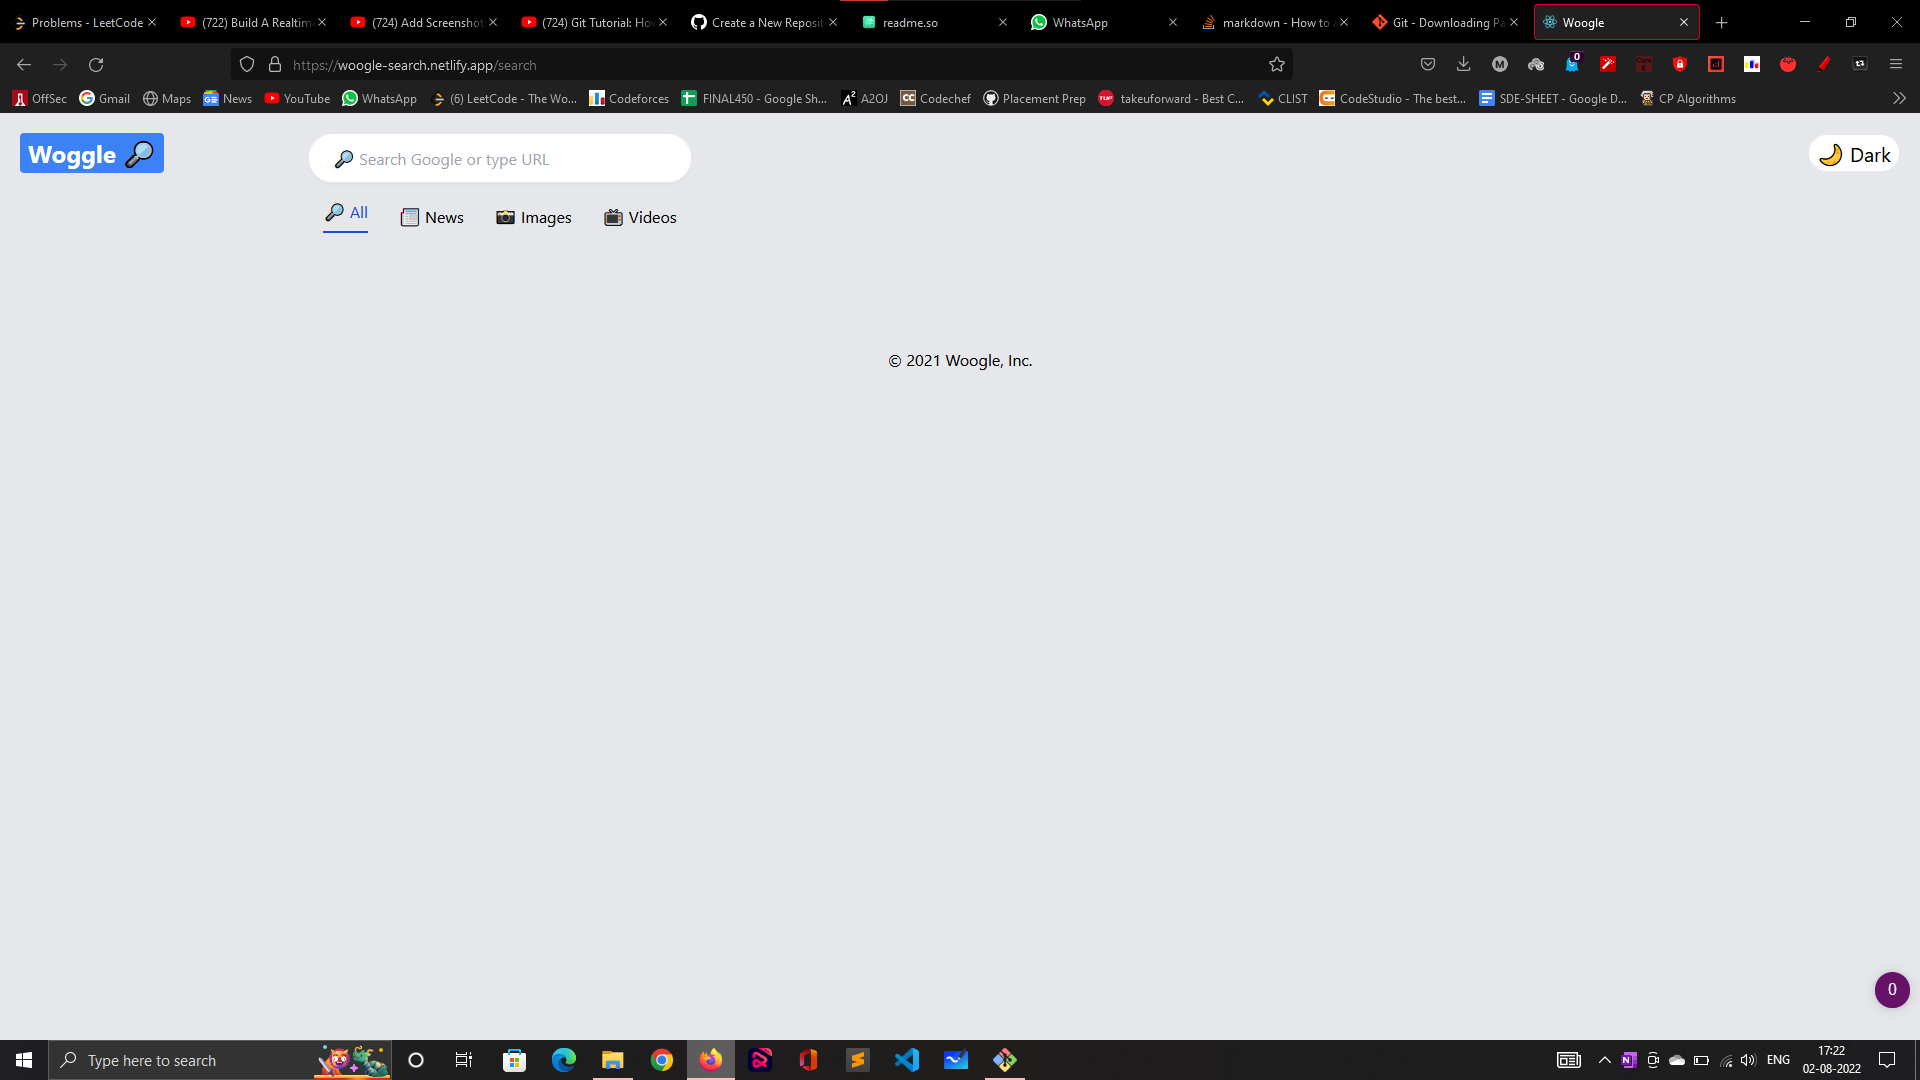 Problems - LeetCode
(722) Build A Realtim
(724) Add Screenshot
(724) Git Tutorial: Ho
Create a New Reposit
readme.so
WhatsApp
markdown - How to
Git - Downloading Pa
Woogle
https://woogle-search.netlify.app/search
0
OffSec
Gmail
Maps
News
YouTube
WhatsApp
(6) LeetCode - The Wo...
Codeforces
FINAL450 - Google Sh...
A2OJ
Codechef
Placement Prep
takeuforward - Best C...
CLIST
CodeStudio - The best...
SDE-SHEET - Google D...
CP Algorithms
Woggle 🔎
🔎 Search Google or type URL
🌙 Dark
🔎 All
📰 News
📸 Images
📺 Videos
© 2021 Woogle, Inc.
0
Type here to search
ENG
17:22
02-08-2022